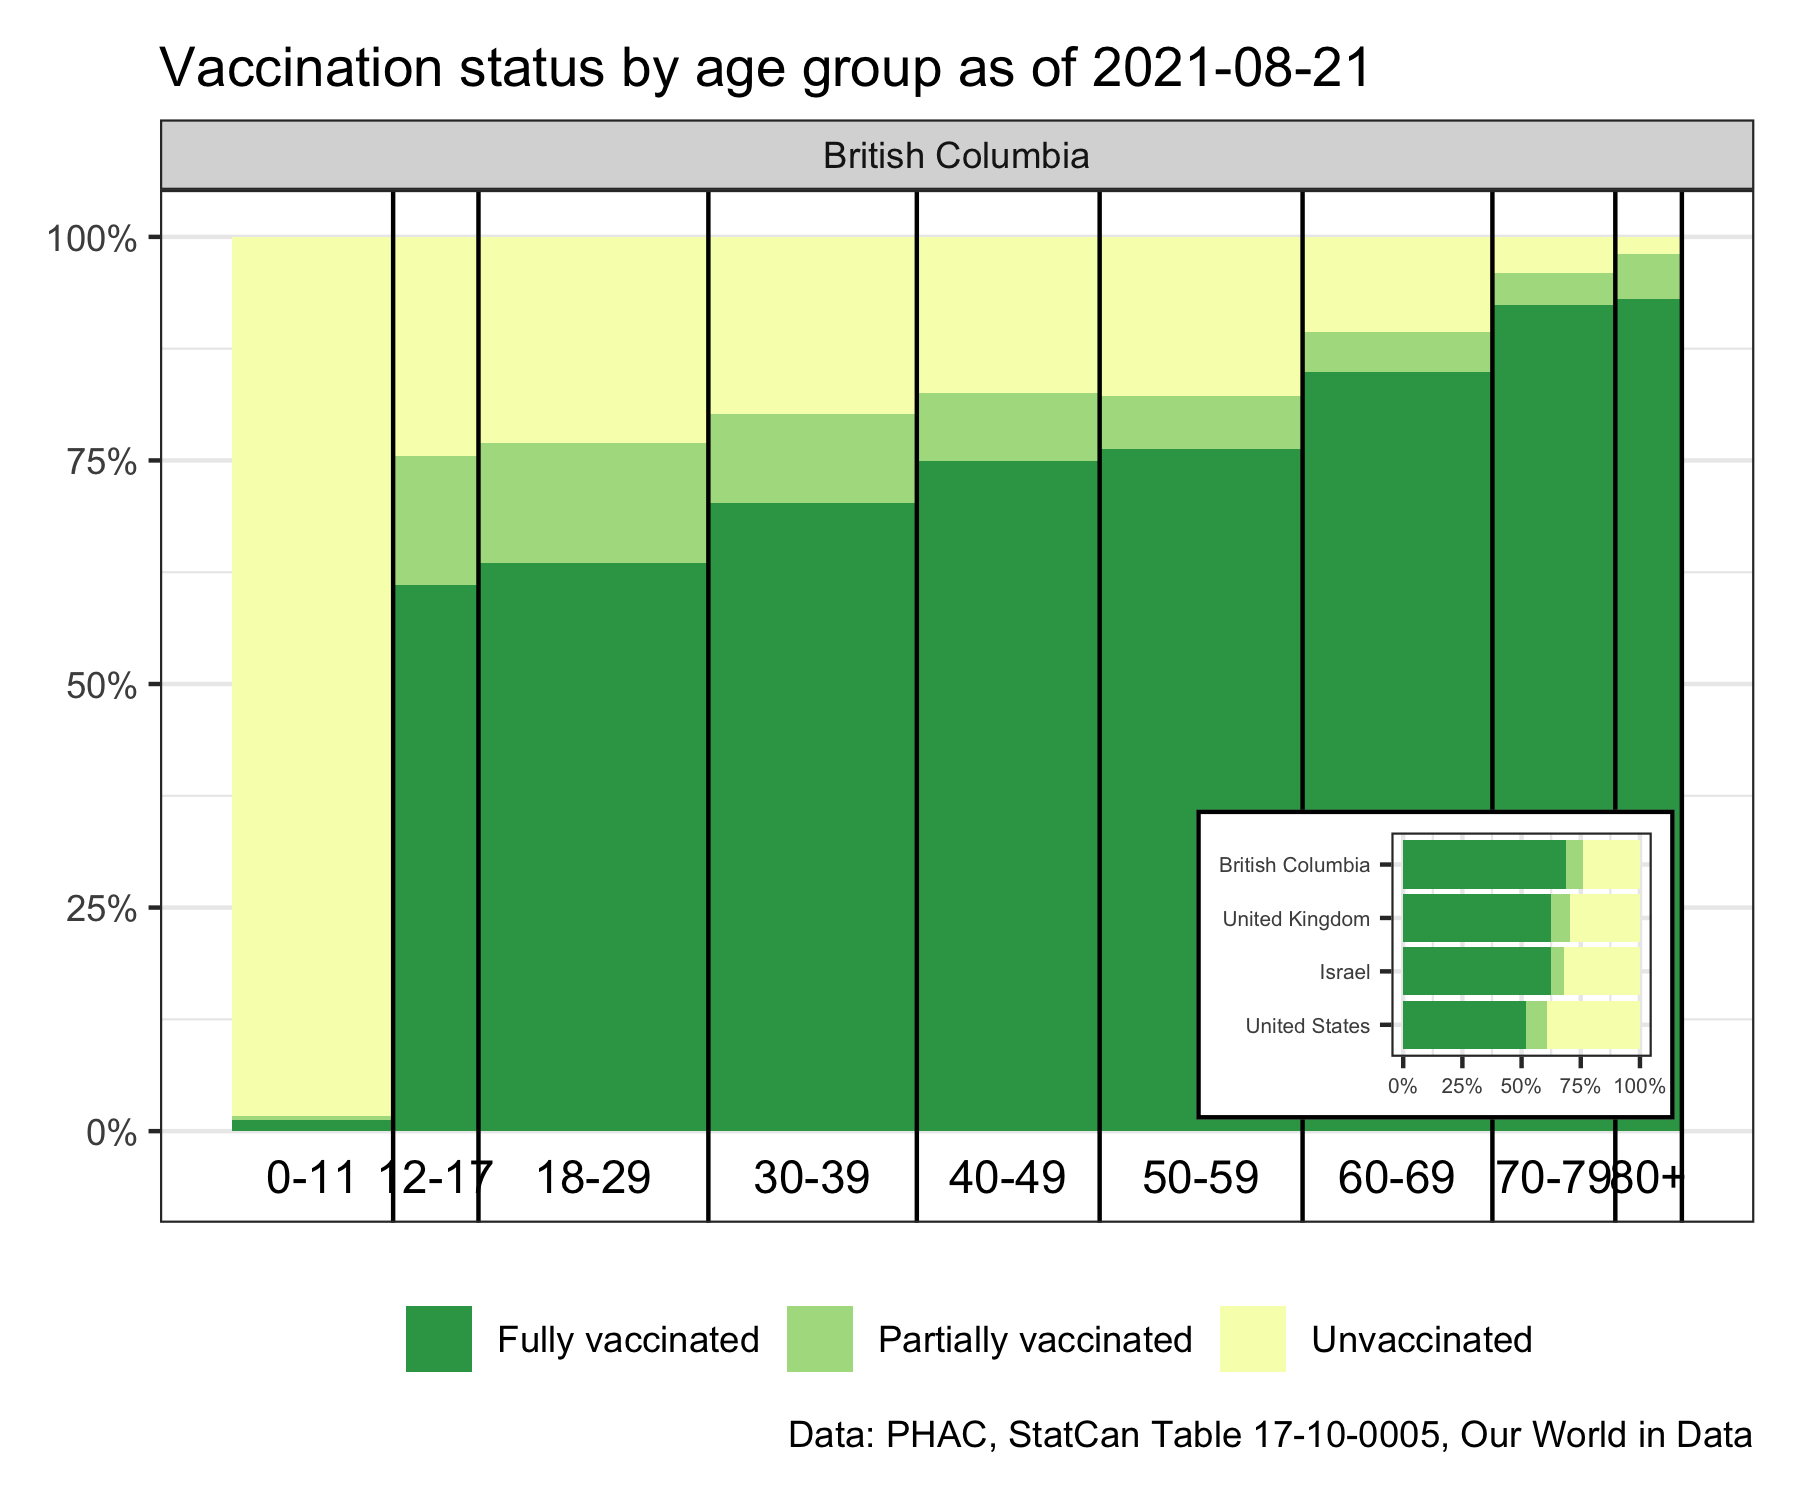 Vaccination status by age group as of 2021-08-21
British Columbia
100%
75%
50%
25%
0%
British Columbia
United Kingdom
Israel
United States
0% 25% 50% 75% 100%
0-11 12-17 18-29 30-39 40-49 50-59 60-69 70-79 80+
Fully vaccinated Partially vaccinated Unvaccinated
Data: PHAC, StatCan Table 17-10-0005, Our World in Data